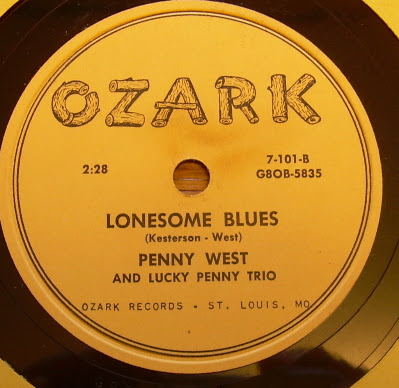 OZARK
2:28
7-101-B
G8OB-5835
LONESOME BLUES
(Kesterson - West)
PENNY WEST
AND LUCKY PENNY TRIO
OZARK RECORDS - ST. LOUIS, MO